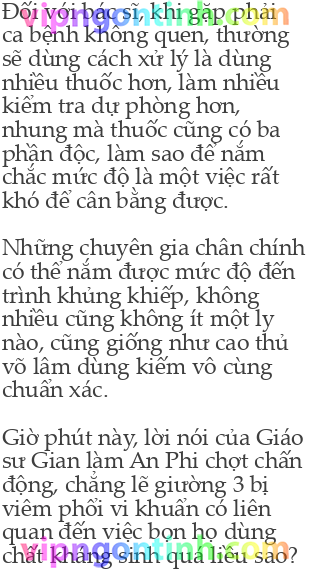 Đối với bác sĩ, khi gặp phải
ca bệnh không quen, thường
sẽ dùng cách xử lý là dùng
nhiều thuốc hơn, làm nhiều
kiểm tra dự phòng hơn,
nhưng mà thuốc cũng có ba
phần độc, làm sao để nắm
chắc mức độ là một việc rất
khó để cân bằng được.
Những chuyên gia chân chính
có thể nắm được mức độ đến
trình khủng khiếp, không
nhiều cũng không ít một ly
nào, cũng giống như cao thủ
võ lâm dùng kiếm vô cùng
chuẩn xác.
Giờ phút này, lời nói của Giáo
sư Gian làm An Phi chợt chấn
động, chẳng lẽ giường 3 bị
viêm phổi vi khuẩn có liên
quan đến việc bọn họ dùng
chất kháng sinh quá liều sao?
vipngontinh.com
vipngontinh.com